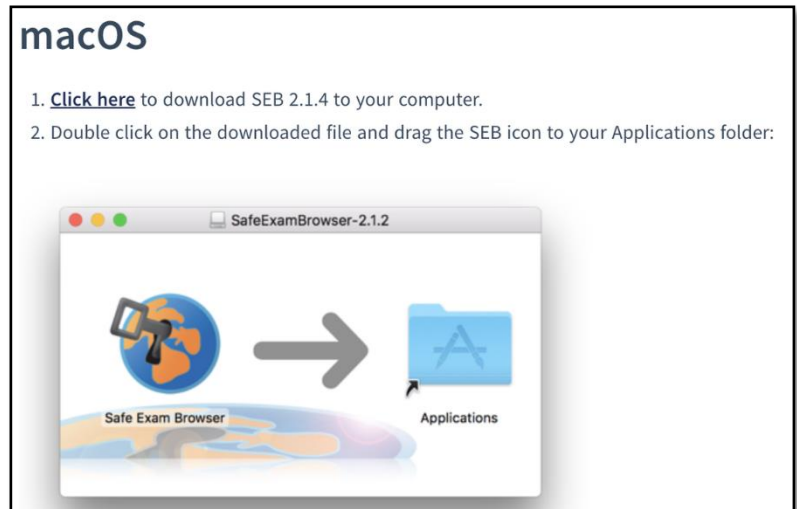 macOS
1. Click here to download SEB 2.1.4 to your computer.
2. Double click on the downloaded file and drag the SEB icon to your Applications folder:
SafeExamBrowser-2.1.2
Safe Exam Browser
Applications